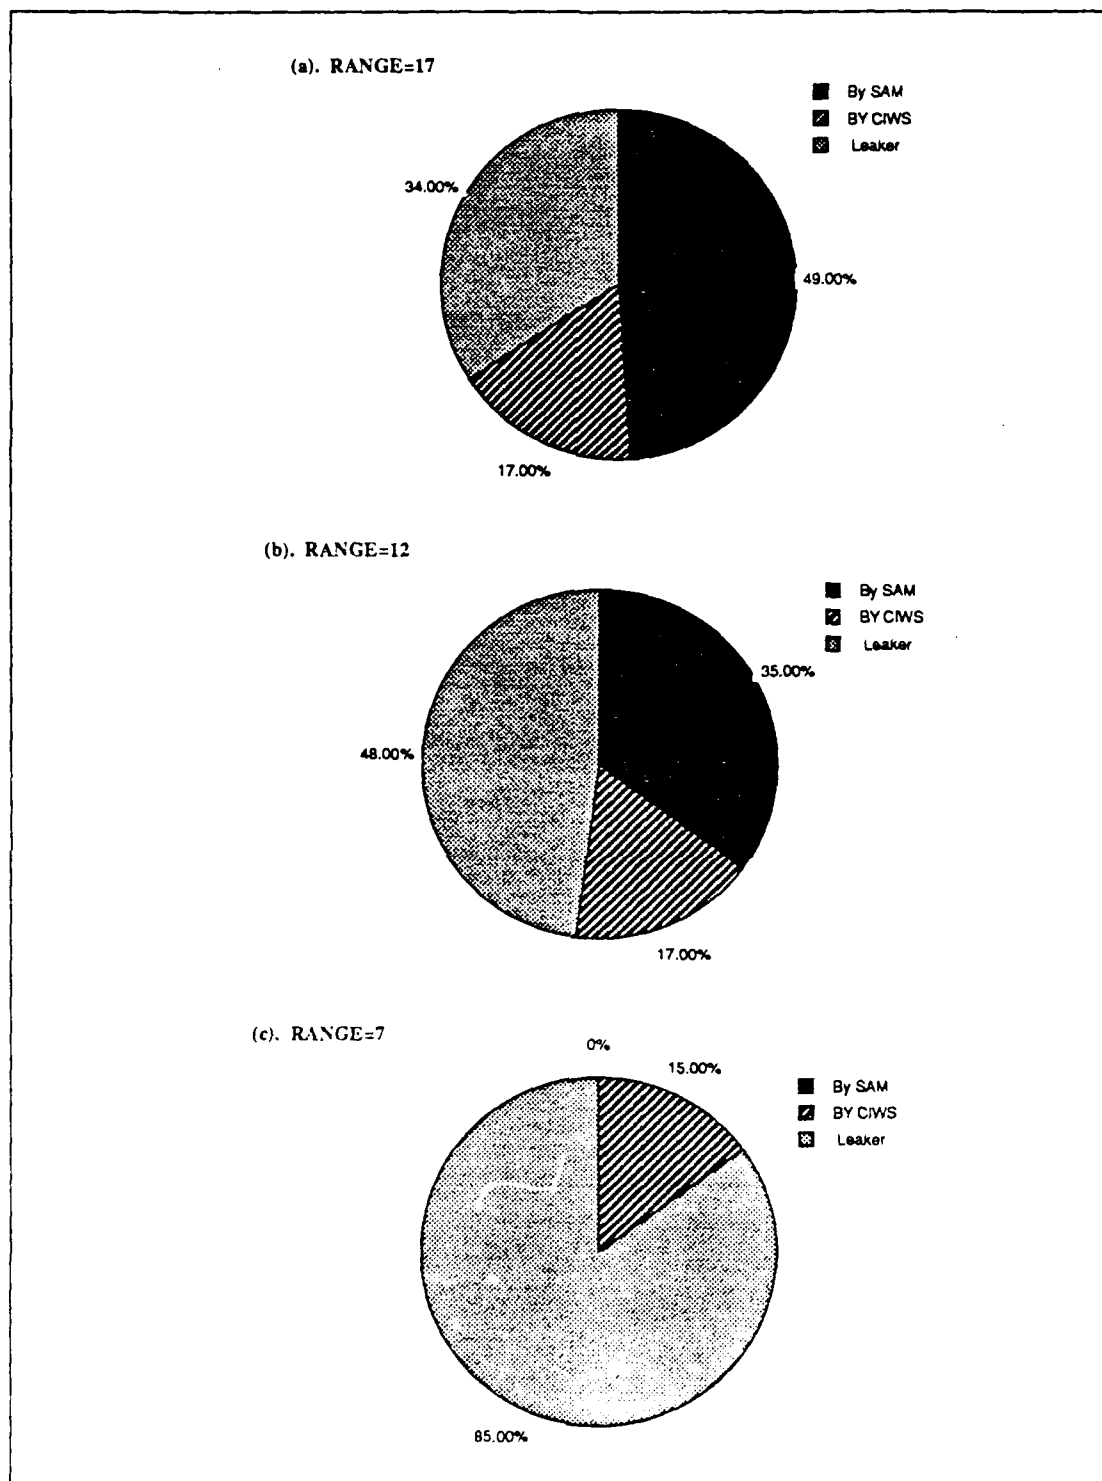 (a). RANGE=17
By SAM
BY CIWS
Leaker
34.00%
49.00%
17.00%
(b). RANGE=12
By SAM
BY CIWS
Leaker
35.00%
48.00%
17.00%
(c). RANGE=7
0%
15.00%
By SAM
BY CIWS
Leaker
85.00%